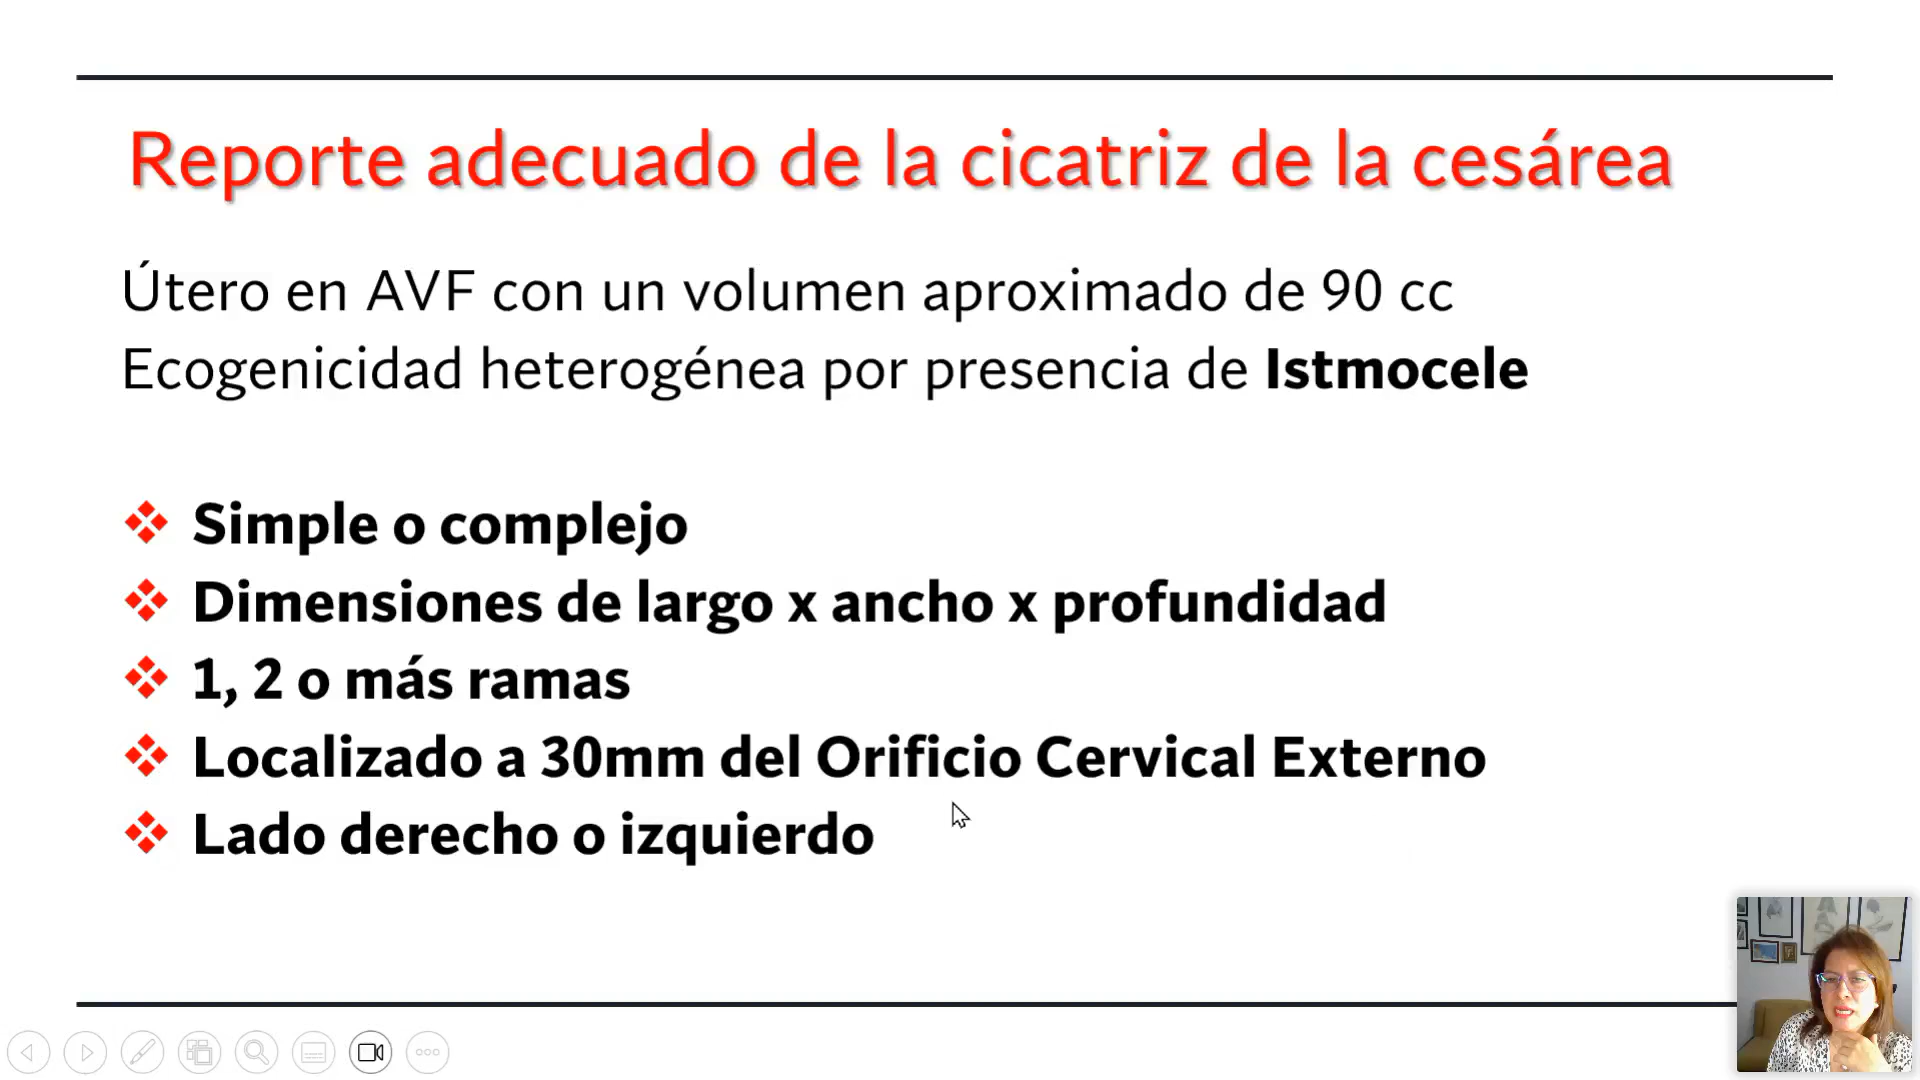 Reporte adecuado de la cicatriz de la cesárea
Útero en AVF con un volumen aproximado de 90 cc
Ecogenicidad heterogénea por presencia de Istmocele
Simple o complejo
Dimensiones de largo x ancho x profundidad
1, 2 o más ramas
Localizado a 30mm del Orificio Cervical Externo
Lado derecho o izquierdo